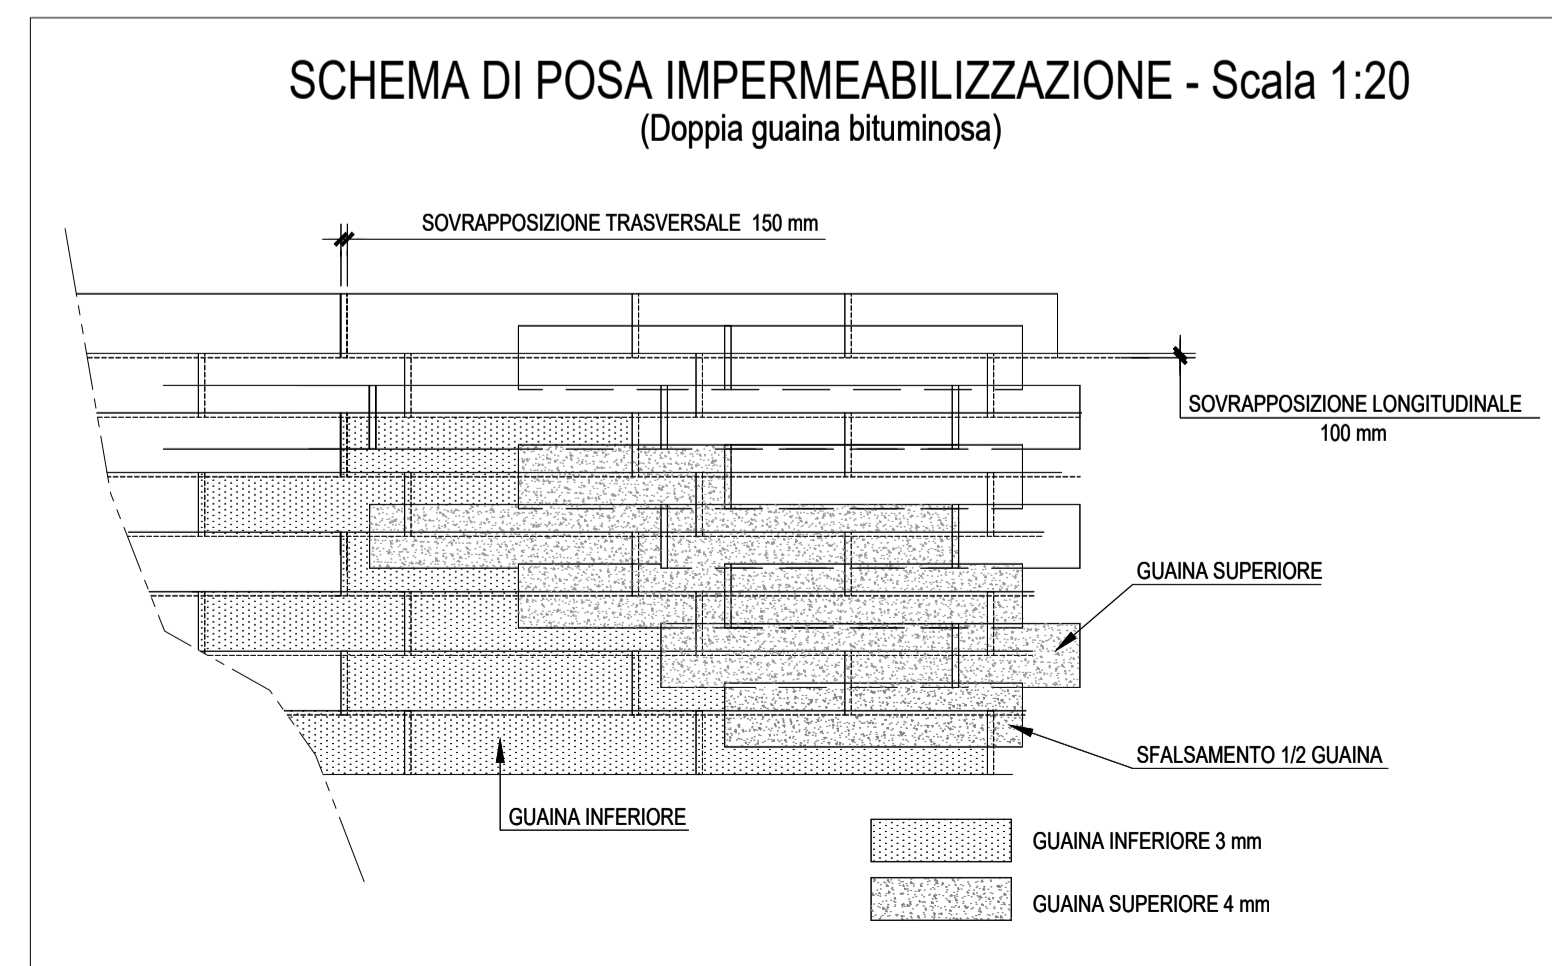 SCHEMA DI POSA IMPERMEABILIZZAZIONE - Scala 1:20
(Doppia guaina bituminosa)
SOVRAPPOSIZIONE TRASVERSALE 150 mm
SOVRAPPOSIZIONE LONGITUDINALE
100 mm
GUAINA SUPERIORE
SFALSAMENTO 1/2 GUAINA
GUAINA INFERIORE
GUAINA INFERIORE 3 mm
GUAINA SUPERIORE 4 mm